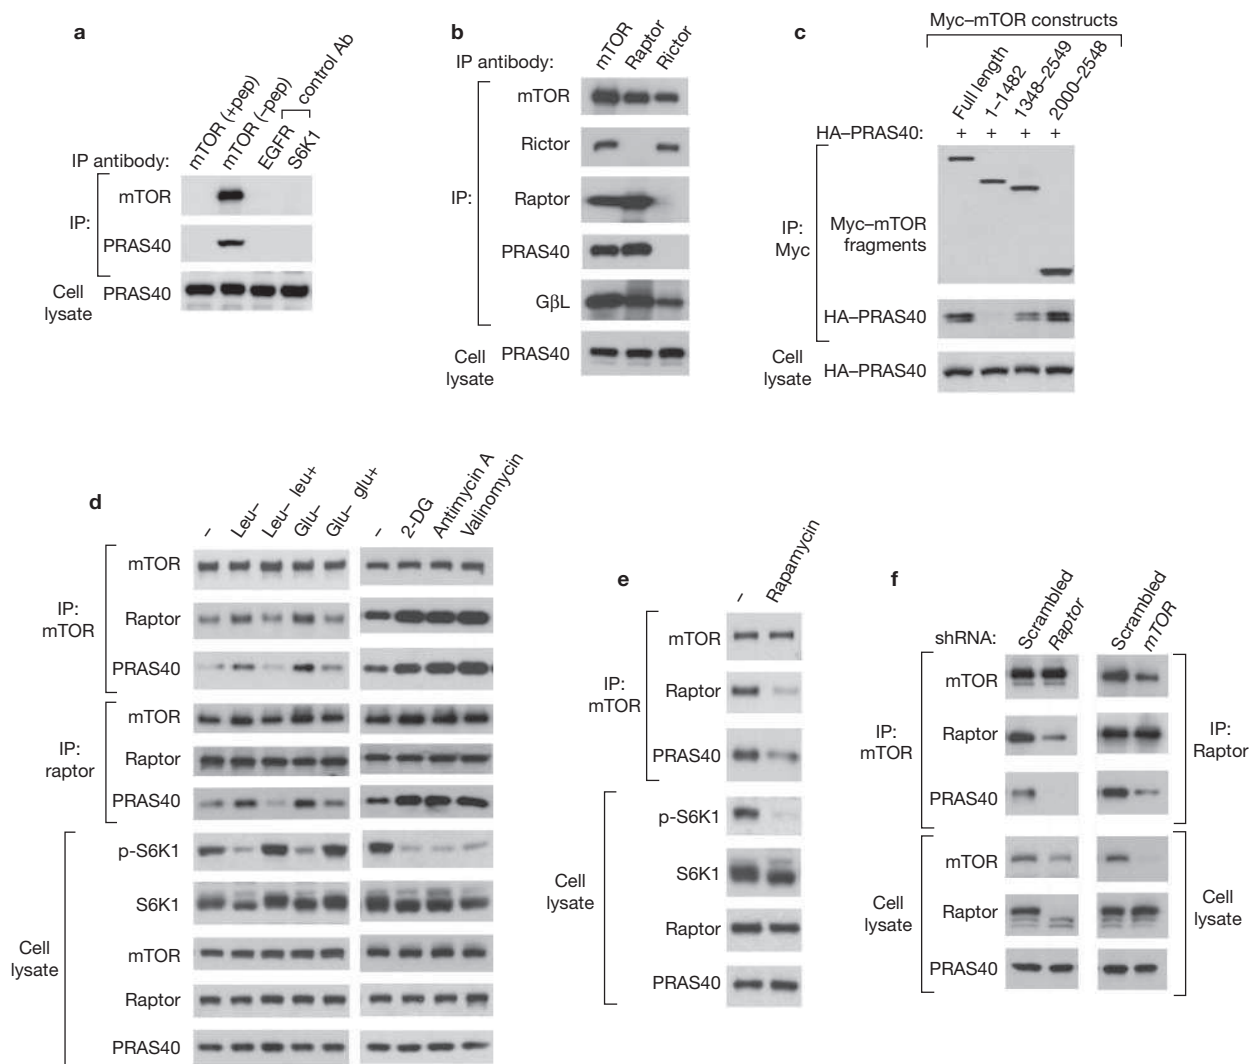 a
mTOR (+pep)
mTOR (–pep)
EGFR
S6K1
control Ab
IP antibody:
IP:
mTOR
PRAS40
Cell
lysate
PRAS40
b
IP antibody:
mTOR
Raptor
Rictor
IP:
mTOR
Rictor
Raptor
PRAS40
GβL
Cell
lysate
PRAS40
c
Myc–mTOR constructs
Full length
1–1482
1348–2549
2000–2548
HA–PRAS40:
+ + + +
IP:
Myc
Myc–mTOR
fragments
HA–PRAS40
Cell
lysate
HA–PRAS40
d
–
Leu–
Leu– leu+
Glu–
Glu– glu+
–
2-DG
Antimycin A
Valinomycin
IP:
mTOR
mTOR
Raptor
PRAS40
IP:
raptor
mTOR
Raptor
PRAS40
Cell
lysate
p-S6K1
S6K1
mTOR
Raptor
PRAS40
e
–
Rapamycin
IP:
mTOR
mTOR
Raptor
PRAS40
Cell
lysate
p-S6K1
S6K1
Raptor
PRAS40
f
shRNA:
Scrambled
Raptor
Scrambled
mTOR
IP:
mTOR
mTOR
Raptor
PRAS40
IP:
Raptor
Cell
lysate
mTOR
Raptor
PRAS40
Cell
lysate